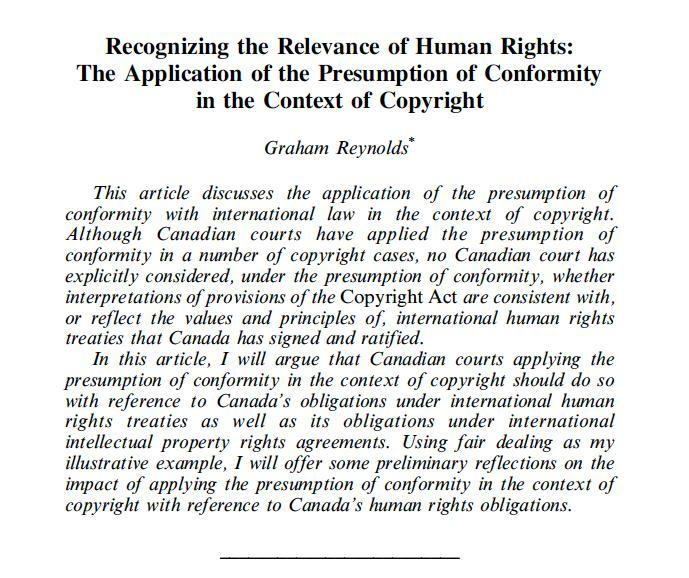 Recognizing the Relevance of Human Rights:
The Application of the Presumption of Conformity
in the Context of Copyright
Graham Reynolds*
This article discusses the application of the presumption of
conformity with international law in the context of copyright.
Although Canadian courts have applied the presumption of
conformity in a number of copyright cases, no Canadian court has
explicitly considered, under the presumption of conformity, whether
interpretations of provisions of the Copyright Act are consistent with,
or reflect the values and principles of, international human rights
treaties that Canada has signed and ratified.
In this article, I will argue that Canadian courts applying the
presumption of conformity in the context of copyright should do so
with reference to Canada's obligations under international human
rights treaties as well as its obligations under international
intellectual property rights agreements. Using fair dealing as my
illustrative example, I will offer some preliminary reflections on the
impact of applying the presumption of conformity in the context of
copyright with reference to Canada's human rights obligations.